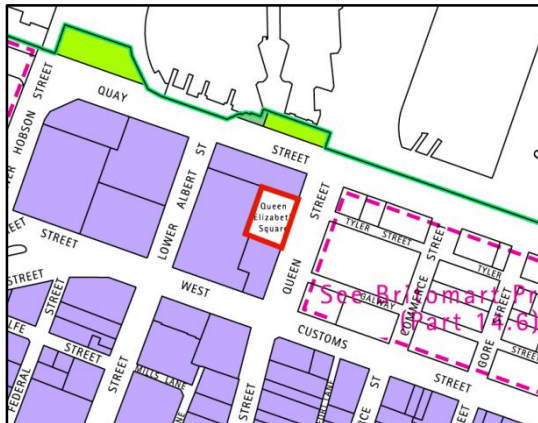 QUAY
STREET
HOBSON STREET
LOWER ALBERT ST
Queen
Elizabeth
Square
QUEEN
STREET
TYLER STREET
TYLER
COMMERCE STREET
GALWAY
See Britomart Pr
(Part 14.6)
GORE STREET
STREET
STREET
WEST
CUSTOMS
STREET
STREET
STREET
STREET
FEDERAL
STREET
MILLS LANE
STREET
ST